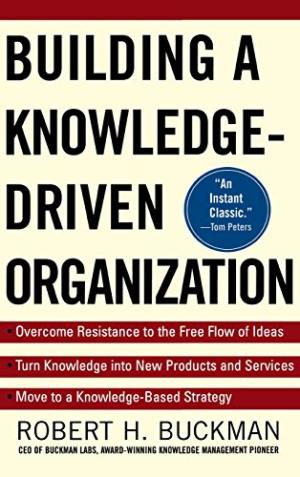 BUILDING A
KNOWLEDGE-
DRIVEN
ORGANIZATION
"An
Instant
Classic."
—Tom Peters
• Overcome Resistance to the Free Flow of Ideas
• Turn Knowledge into New Products and Services
• Move to a Knowledge-Based Strategy
ROBERT H. BUCKMAN
CEO OF BUCKMAN LABS, AWARD-WINNING KNOWLEDGE MANAGEMENT PIONEER